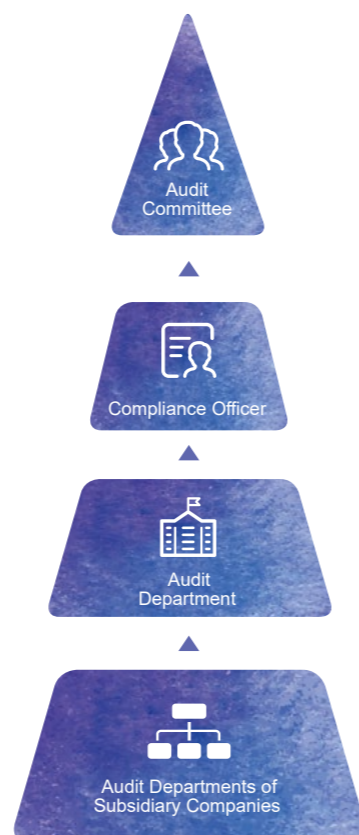 Audit
Committee
Compliance Officer
Audit
Department
Audit Departments of
Subsidiary Companies